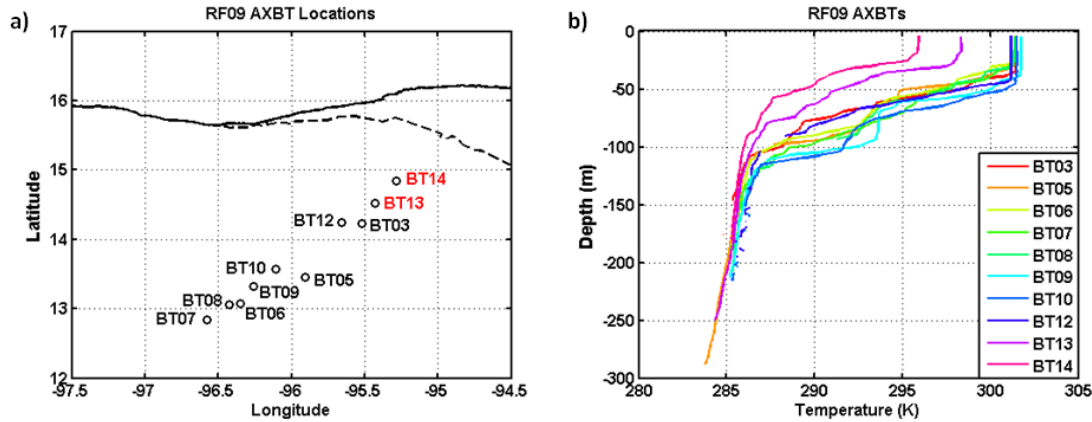 a)
RF09 AXBT Locations
17
16
15
14
13
12
Latitude
-97.5
-97
-96.5
-96
-95.5
-95
-94.5
Longitude
BT14
BT13
BT12
BT03
BT10
BT05
BT09
BT08
BT06
BT07
b)
RF09 AXBTs
0
-50
-100
-150
-200
-250
-300
Depth (m)
280
285
290
295
300
305
Temperature (K)
BT03
BT05
BT06
BT07
BT08
BT09
BT10
BT12
BT13
BT14